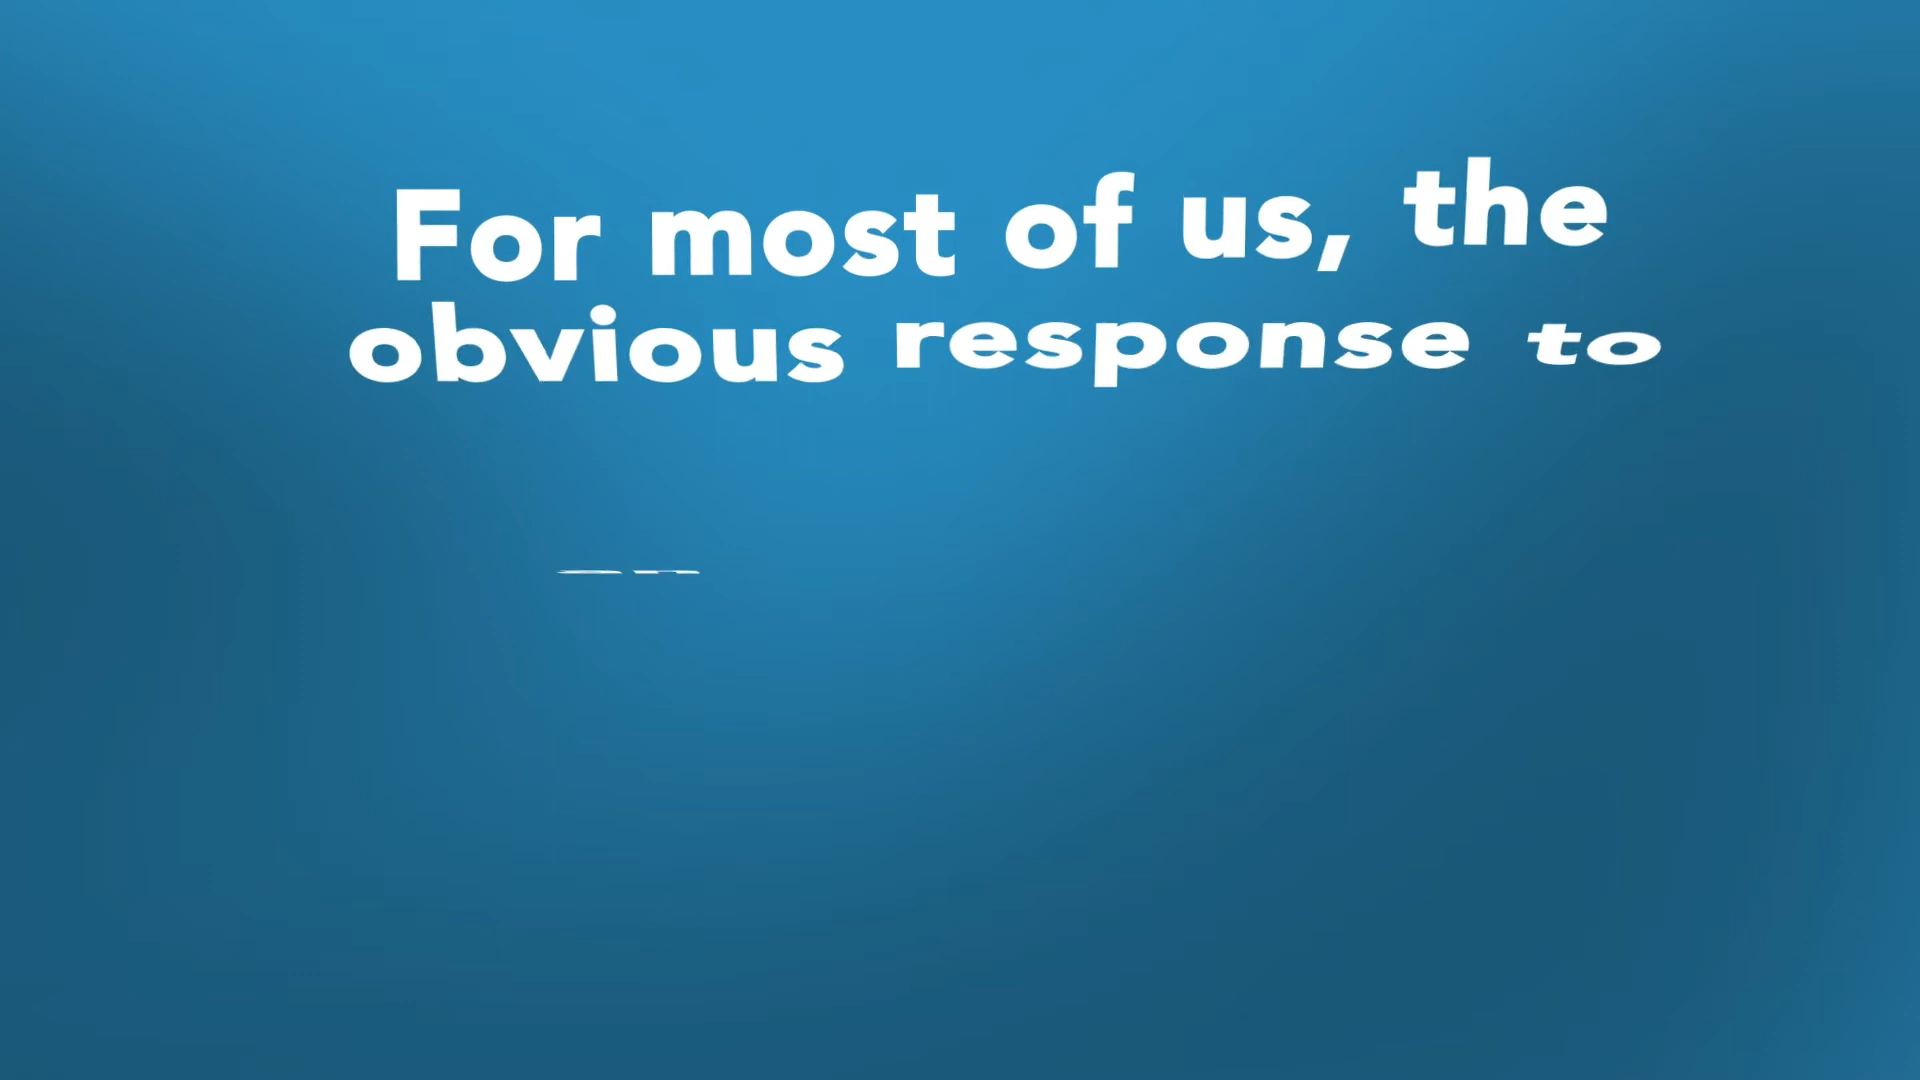 For most of us, the
obvious response to